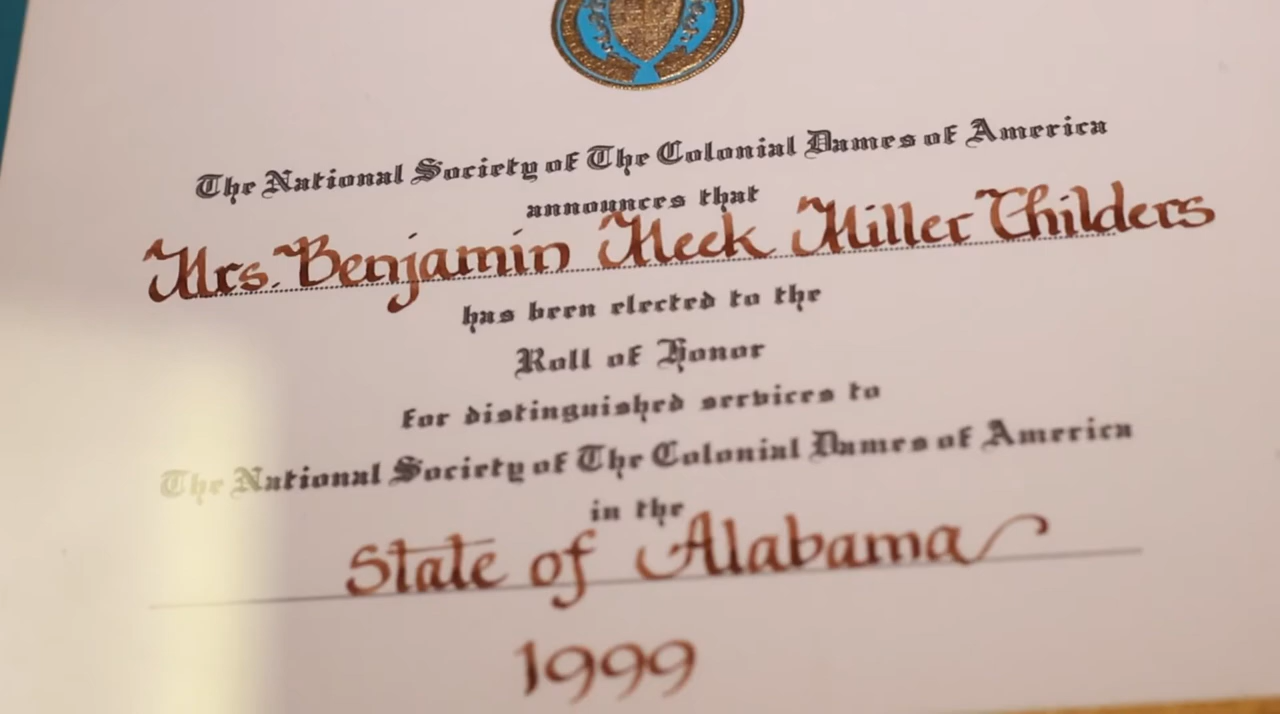 The National Society of The Colonial Dames of America
announces that
Mrs. Benjamin Meek Miller Childers
has been elected to the
Roll of Honor
for distinguished services to
The National Society of The Colonial Dames of America
in the
State of Alabama
1999